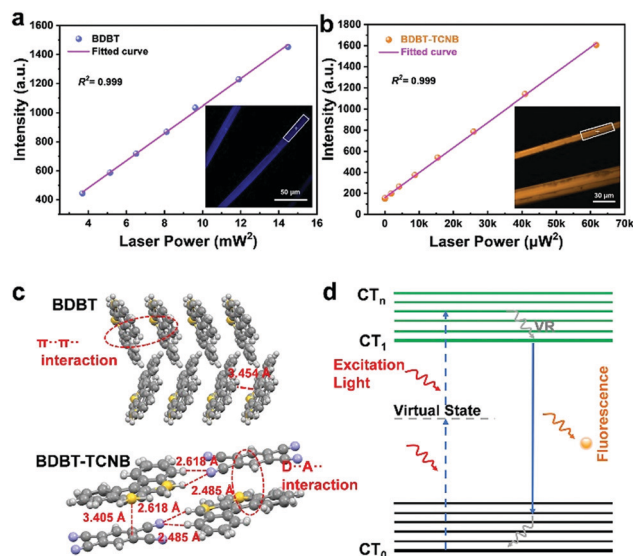 a
BDBT
Fitted curve
R²= 0.999
Intensity (a.u.)
1600
1400
1200
1000
800
600
400
50 μm
4
6
8
10
12
14
16
Laser Power (mW²)
b
BDBT-TCNB
Fitted curve
R²= 0.999
Intensity (a.u.)
1800
1600
1400
1200
1000
800
600
400
200
0
30 μm
0
10k
20k
30k
40k
50k
60k
70k
Laser Power (μW²)
c
BDBT
π··π··
interaction
3.454 Å
BDBT-TCNB
2.618 Å
D··A··
interaction
2.485 Å
2.618 Å
3.405 Å
2.485 Å
d
CTn
CT1
VR
Excitation
Light
Virtual State
Fluorescence
CT0